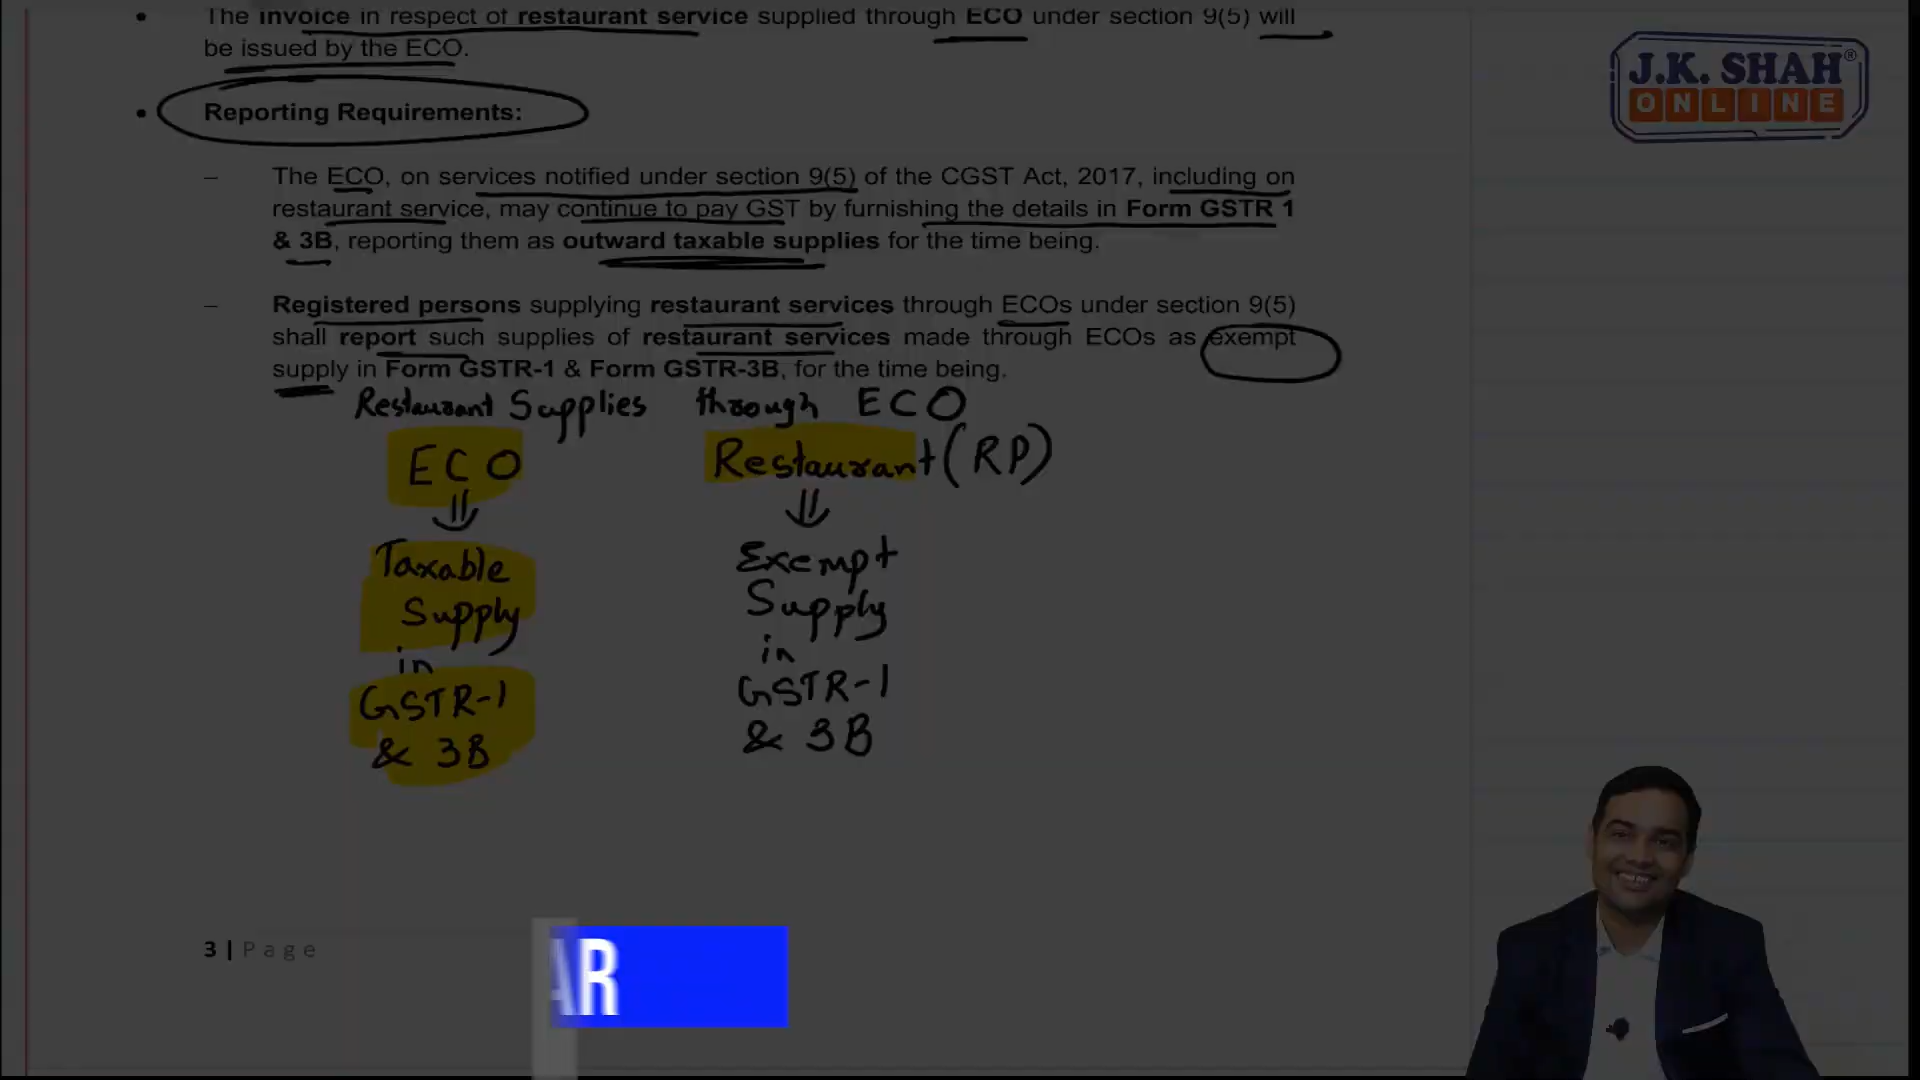 The invoice in respect of restaurant service supplied through ECO under section 9(5) will
be issued by the ECO.
J.K. SHAH®
ONLINE
Reporting Requirements:
The ECO, on services notified under section 9(5) of the CGST Act, 2017, including on
restaurant service, may continue to pay GST by furnishing the details in Form GSTR 1
& 3B, reporting them as outward taxable supplies for the time being.
Registered persons supplying restaurant services through ECOs under section 9(5)
shall report such supplies of restaurant services made through ECOs as exempt
supply in Form GSTR-1 & Form GSTR-3B, for the time being.
Restaurant Supplies through ECO
ECO Restaurant (RP)
Taxable Exempt
Supply Supply
in in
GSTR-1 GSTR-1
& 3B & 3B
3 | Page
AR